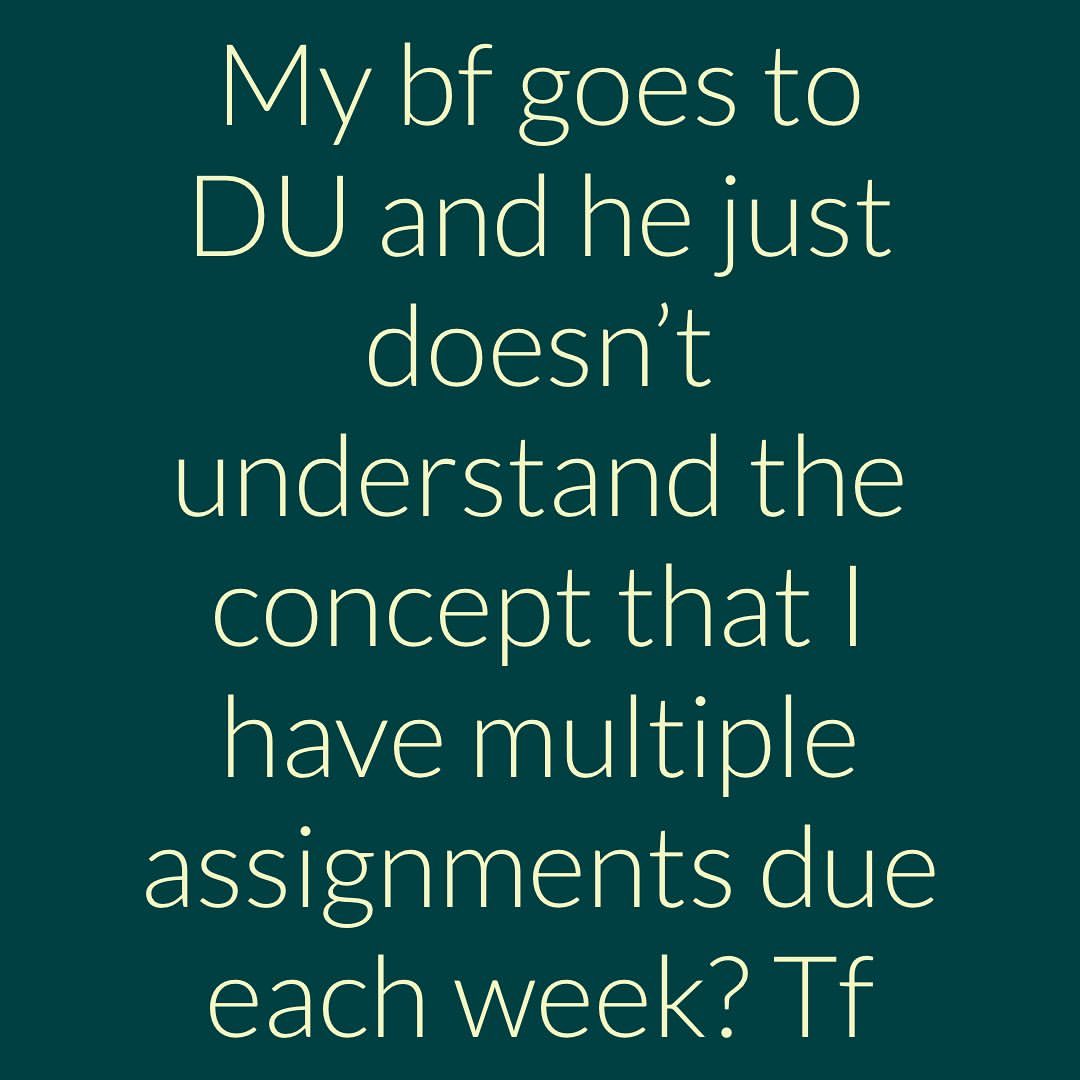 My bf goes to
DU and he just
doesn’t
understand the
concept that I
have multiple
assignments due
each week? Tf